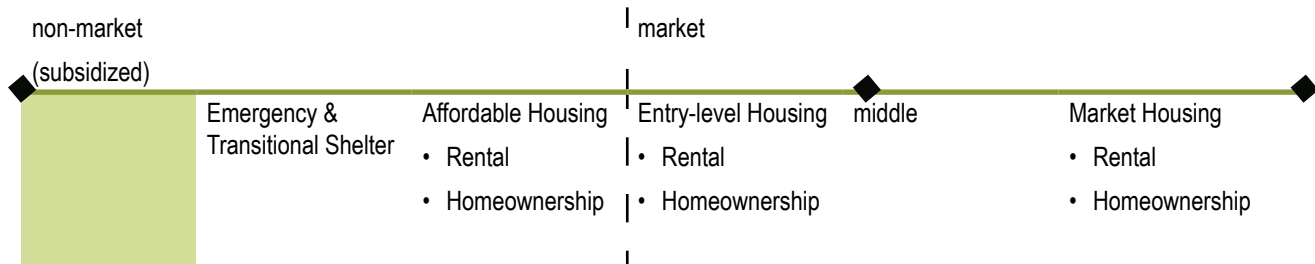 non-market
(subsidized)
market
Emergency &
Transitional Shelter
Affordable Housing
• Rental
• Homeownership
Entry-level Housing
• Rental
• Homeownership
middle
Market Housing
• Rental
• Homeownership